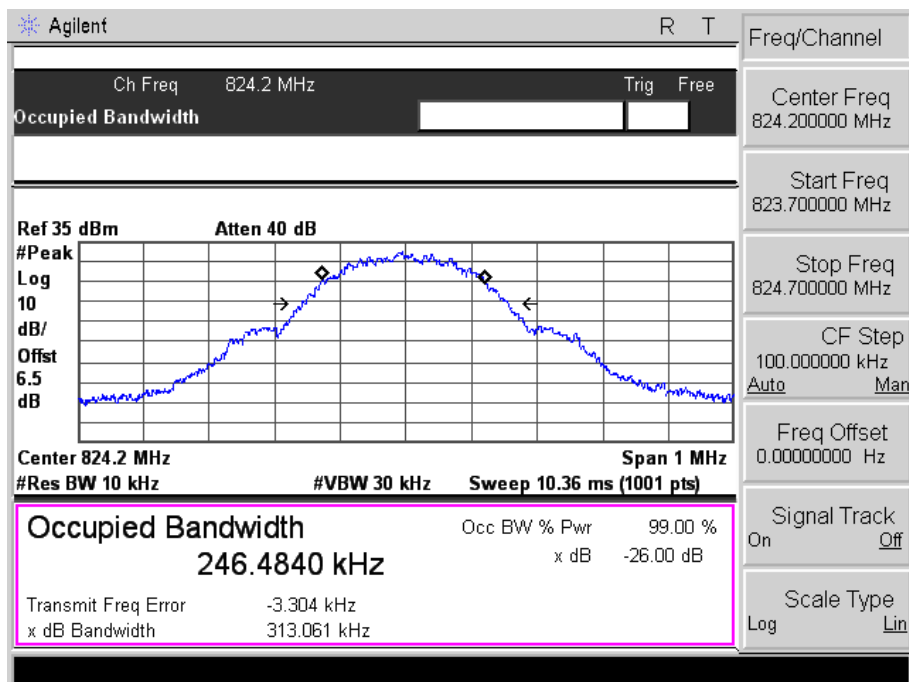 Agilent
R T
Ch Freq 824.2 MHz Trig Free
Occupied Bandwidth
Ref 35 dBm Atten 40 dB
#Peak
Log
10
dB/
Offst
6.5
dB
Center 824.2 MHz Span 1 MHz
#Res BW 10 kHz #VBW 30 kHz Sweep 10.36 ms (1001 pts)
Occupied Bandwidth
246.4840 kHz
Occ BW % Pwr 99.00 %
x dB -26.00 dB
Transmit Freq Error -3.304 kHz
x dB Bandwidth 313.061 kHz
Freq/Channel
Center Freq
824.200000 MHz
Start Freq
823.700000 MHz
Stop Freq
824.700000 MHz
CF Step
100.000000 kHz
Auto Man
Freq Offset
0.00000000 Hz
Signal Track
On Off
Scale Type
Log Lin